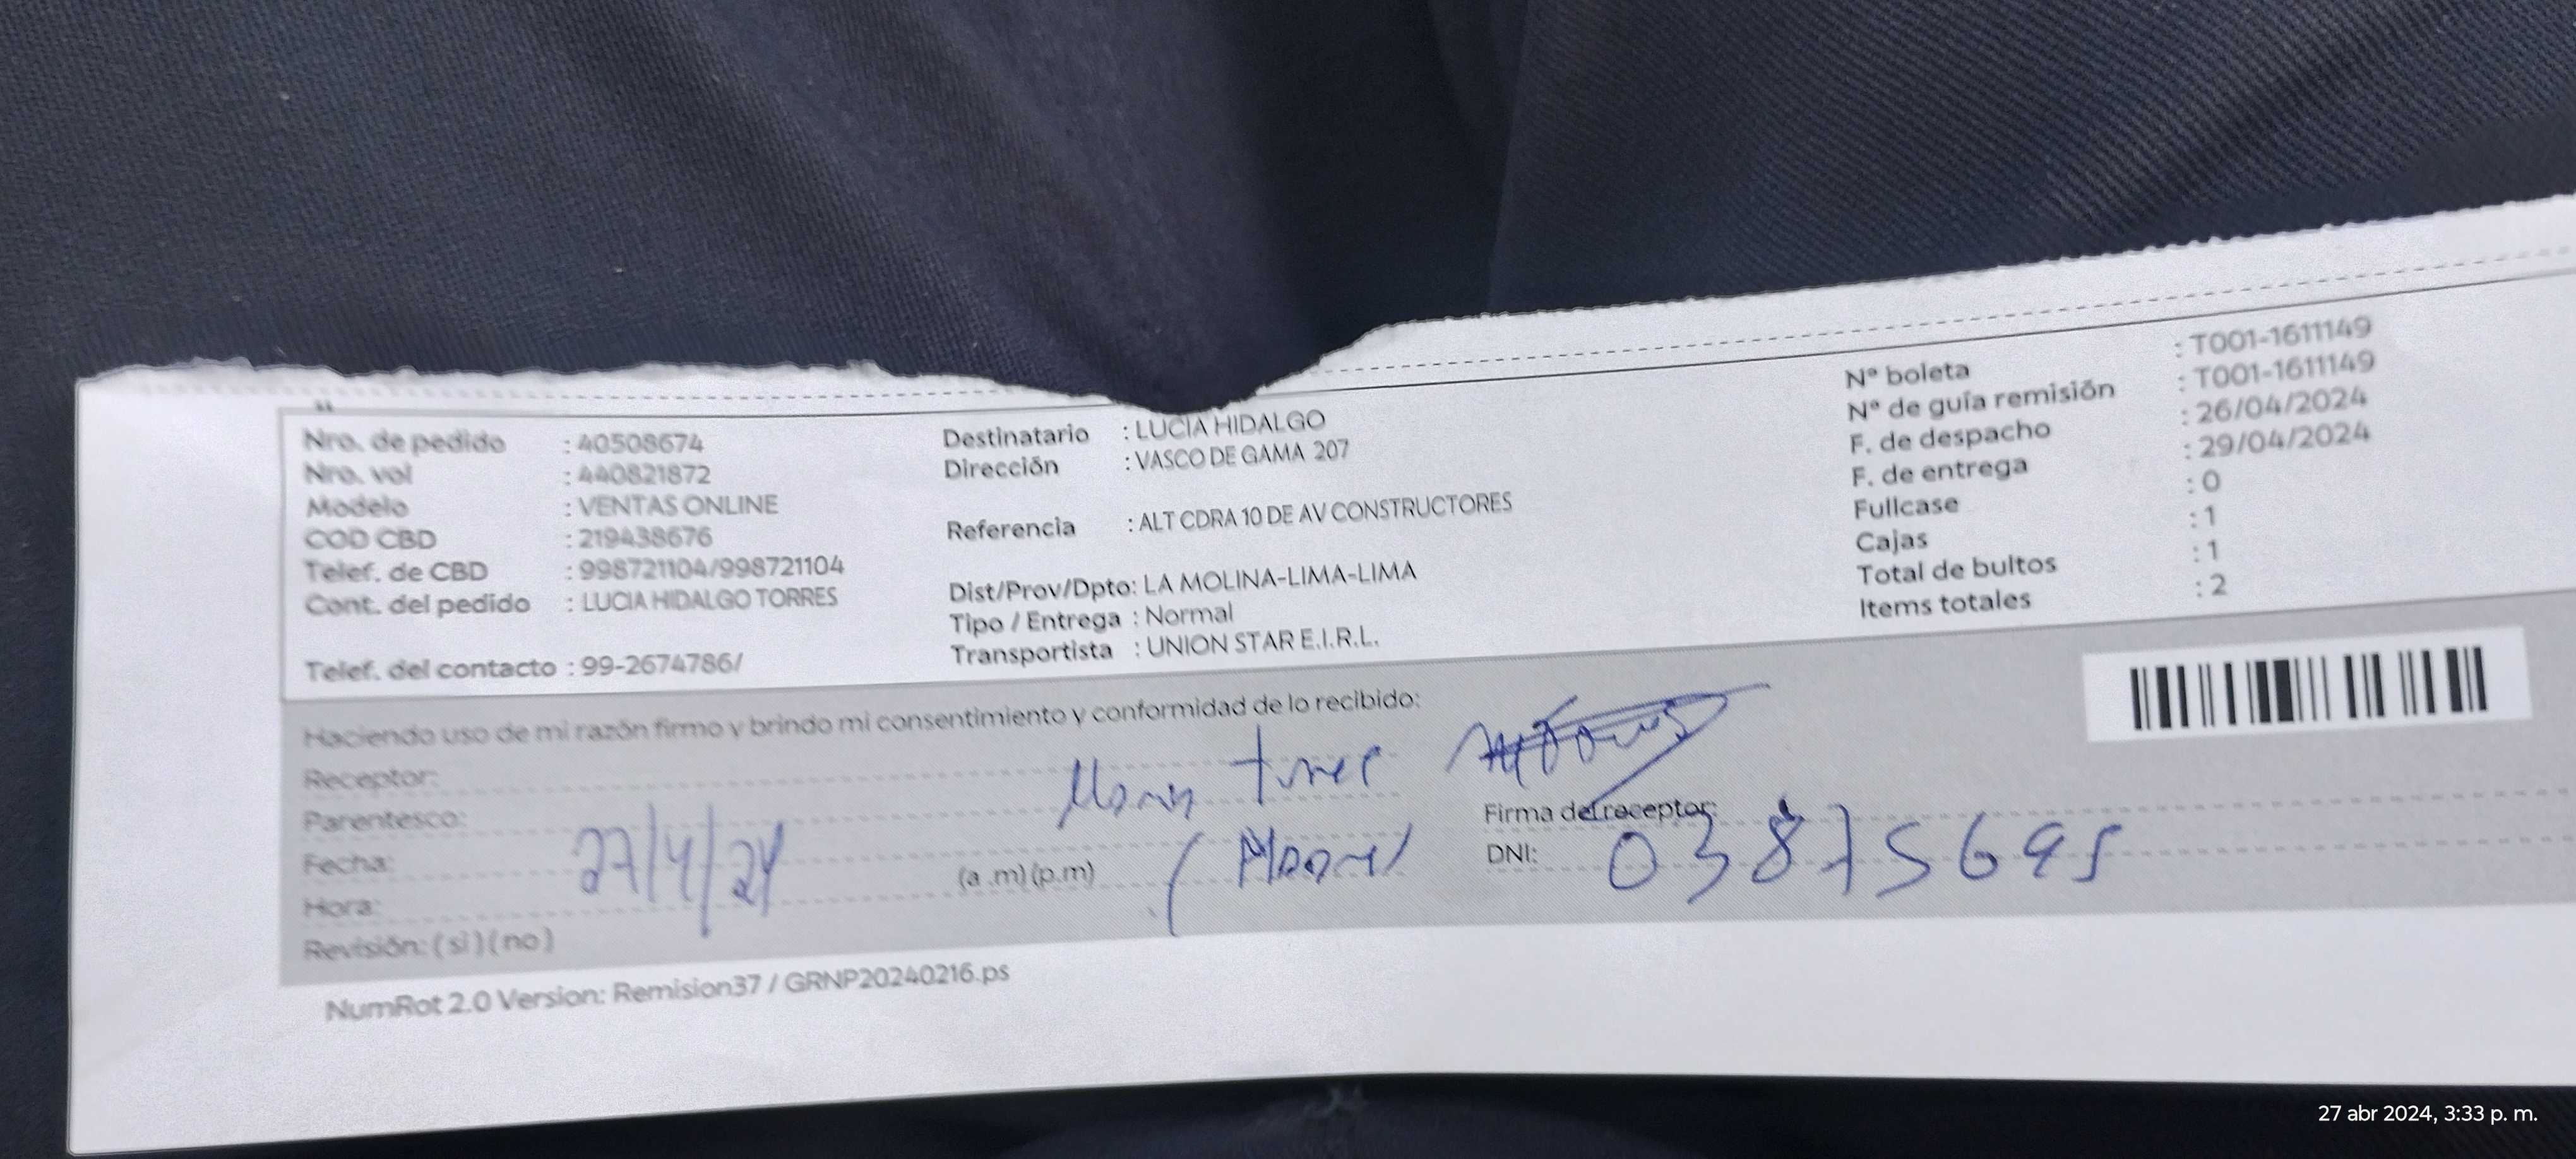 Nro. de pedido : 40508674
Nro. vol : 440821872
Modelo : VENTAS ONLINE
COD CBD : 219438676
Telef. de CBD : 998721104/998721104
Cont. del pedido : LUCIA HIDALGO TORRES
Telef. del contacto : 99-2674786/
Destinatario : LUCIA HIDALGO
Dirección : VASCO DE GAMA 207
Referencia : ALT CDRA 10 DE AV CONSTRUCTORES
Dist/Prov/Dpto: LA MOLINA-LIMA-LIMA
Tipo / Entrega : Normal
Transportista : UNION STAR E.I.R.L.
Nº boleta : T001-1611149
Nº de guía remisión : T001-1611149
F. de despacho : 26/04/2024
F. de entrega : 29/04/2024
Fullcase : 0
Cajas : 1
Total de bultos : 1
Items totales : 2
Haciendo uso de mi razón firmo y brindo mi consentimiento y conformidad de lo recibido:
Receptor:
Parentesco:
Firma del receptor:
Fecha: 27/4/24
Hora: (a .m) (p.m)
DNI: 03875695
Revisión: ( si ) ( no )
NumRot 2.0 Version: Remision37 / GRNP20240216.ps
27 abr 2024, 3:33 p. m.